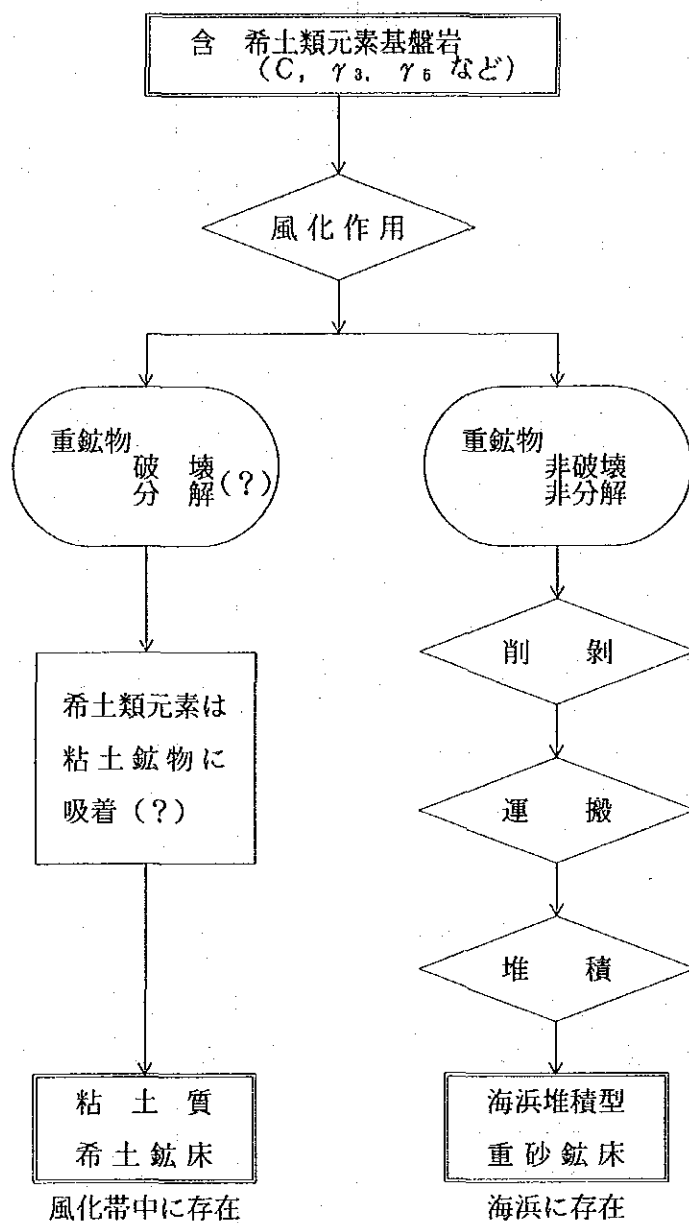 含 希土類元素基盤岩
(C, γ₃, γ₅ など)
風化作用
重鉱物
破 壊
分 解(?)
重鉱物
非破壊
非分解
希土類元素は
粘土鉱物に
吸着(?)
削 剝
運 搬
堆 積
粘 土 質
希土鉱床
風化帯中に存在
海浜堆積型
重砂鉱床
海浜に存在